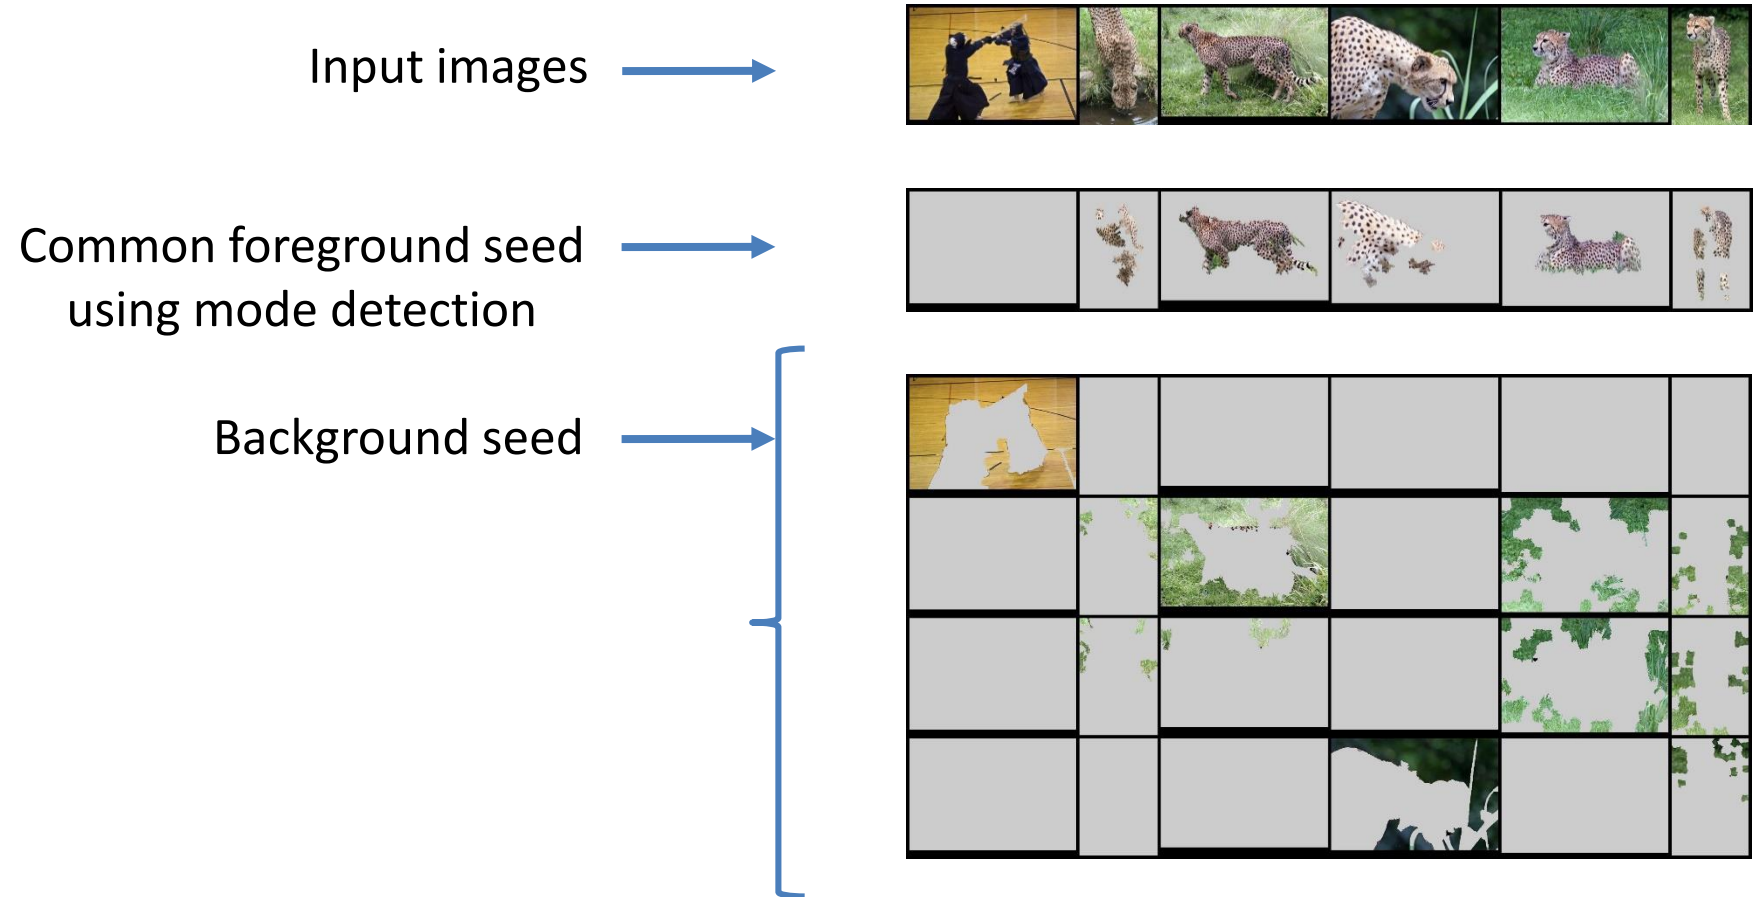 Input images
Common foreground seed
using mode detection
Background seed